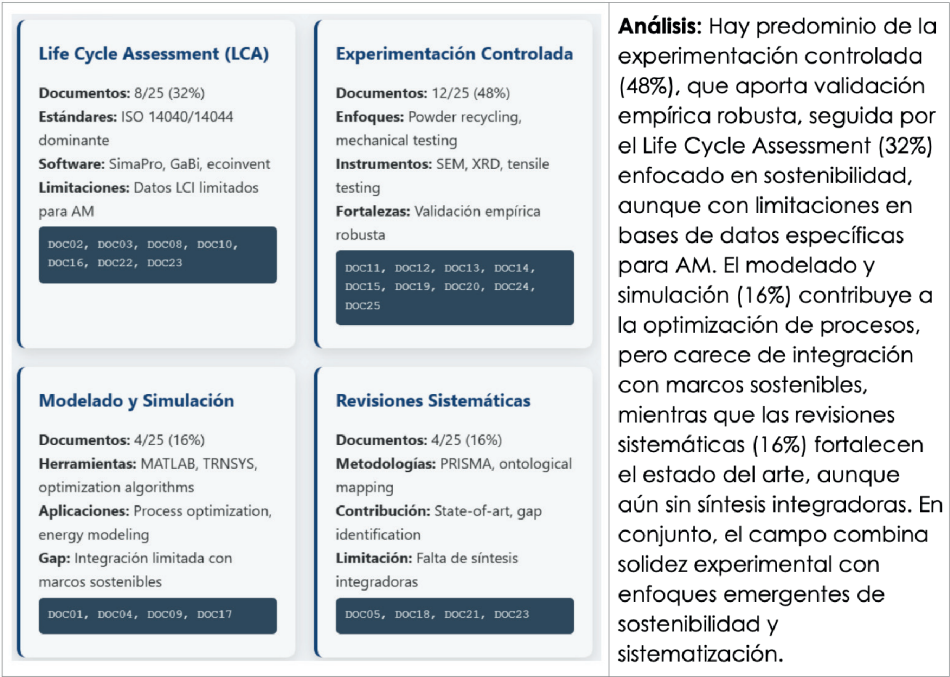 Life Cycle Assessment (LCA)
Documentos: 8/25 (32%)
Estándares: ISO 14040/14044
dominante
Software: SimaPro, GaBi, ecoinvent
Limitaciones: Datos LCI limitados
para AM
DOC02, DOC03, DOC08, DOC10,
DOC16, DOC22, DOC23
Experimentación Controlada
Documentos: 12/25 (48%)
Enfoques: Powder recycling,
mechanical testing
Instrumentos: SEM, XRD, tensile
testing
Fortalezas: Validación empírica
robusta
DOC11, DOC12, DOC13, DOC14,
DOC15, DOC19, DOC20, DOC24,
DOC25
Modelado y Simulación
Documentos: 4/25 (16%)
Herramientas: MATLAB, TRNSYS,
optimization algorithms
Aplicaciones: Process optimization,
energy modeling
Gap: Integración limitada con
marcos sostenibles
DOC01, DOC04, DOC09, DOC17
Revisiones Sistemáticas
Documentos: 4/25 (16%)
Metodologías: PRISMA, ontological
mapping
Contribución: State-of-art, gap
identification
Limitación: Falta de síntesis
integradoras
DOC05, DOC18, DOC21, DOC23
Análisis: Hay predominio de la
experimentación controlada
(48%), que aporta validación
empírica robusta, seguida por
el Life Cycle Assessment (32%)
enfocado en sostenibilidad,
aunque con limitaciones en
bases de datos específicas
para AM. El modelado y
simulación (16%) contribuye a
la optimización de procesos,
pero carece de integración
con marcos sostenibles,
mientras que las revisiones
sistemáticas (16%) fortalecen
el estado del arte, aunque
aún sin síntesis integradoras. En
conjunto, el campo combina
solidez experimental con
enfoques emergentes de
sostenibilidad y
sistematización.